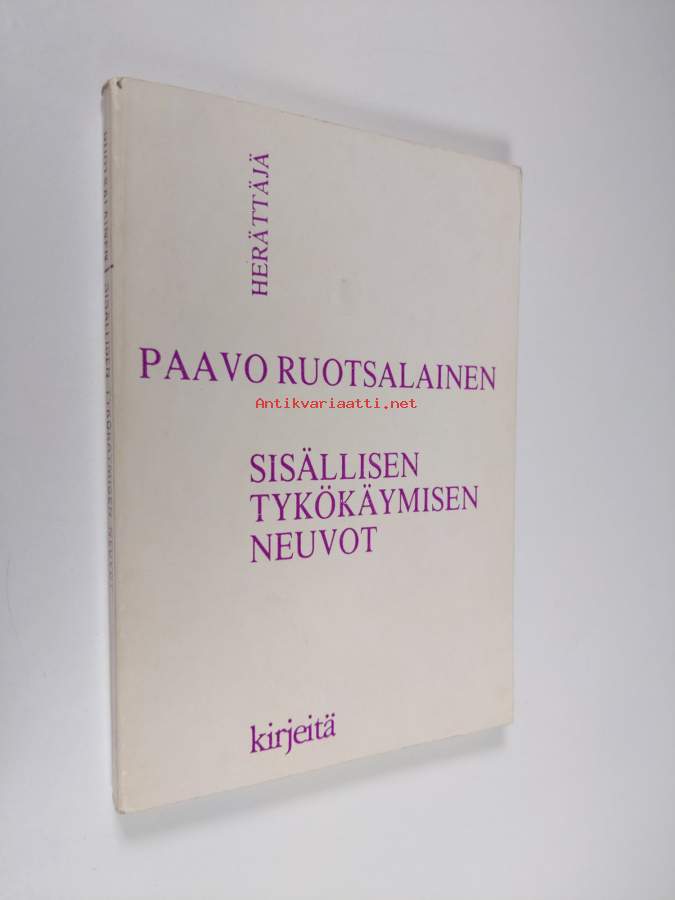 HERÄTTÄJÄ
PAAVO RUOTSALAINEN
Antikvariaatti.net
SISÄLLISEN
TYKÖKÄYMISEN
NEUVOT
kirjeitä